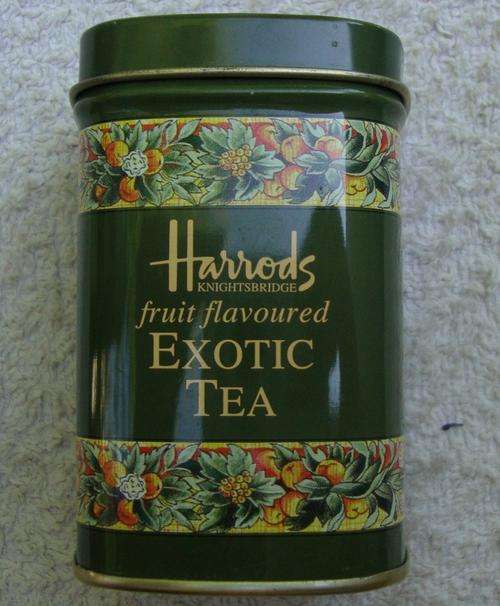 Harrods
KNIGHTSBRIDGE
fruit flavoured
EXOTIC
TEA